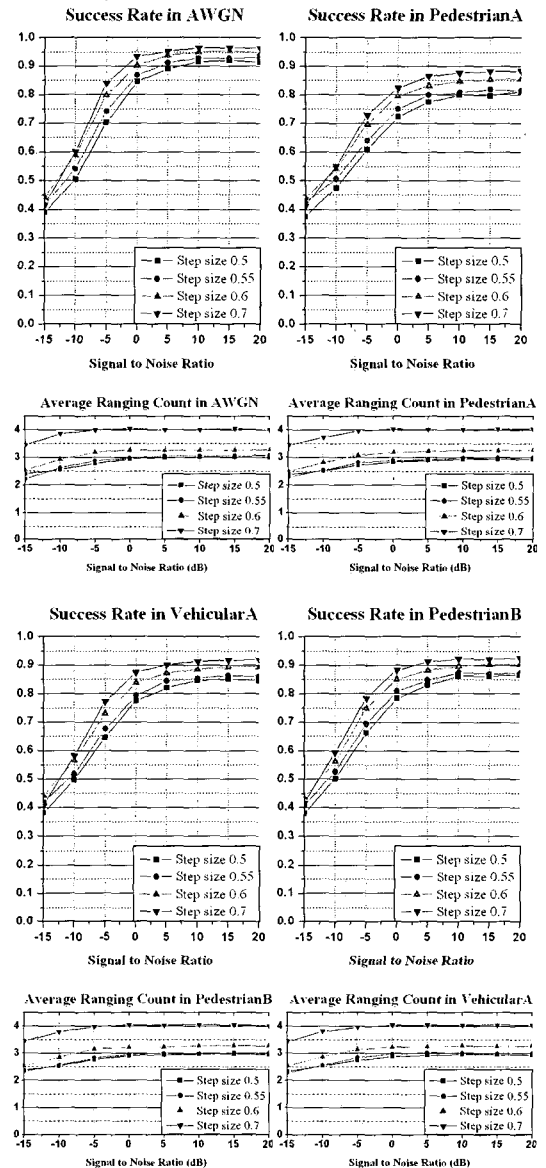 Success Rate in AWGN
1.0
0.9
0.8
0.7
0.6
0.5
0.4
0.3
0.2
0.1
0.0
-15 -10 -5 0 5 10 15 20
Signal to Noise Ratio
Step size 0.5
Step size 0.55
Step size 0.6
Step size 0.7
Success Rate in PedestrianA
1.0
0.9
0.8
0.7
0.6
0.5
0.4
0.3
0.2
0.1
0.0
-15 -10 -5 0 5 10 15 20
Signal to Noise Ratio
Step size 0.5
Step size 0.55
Step size 0.6
Step size 0.7
Average Ranging Count in AWGN
4
3
2
1
0
-15 -10 -5 0 5 10 15 20
Signal to Noise Ratio (dB)
Step size 0.5
Step size 0.55
Step size 0.6
Step size 0.7
Average Ranging Count in PedestrianA
4
3
2
1
0
-15 -10 -5 0 5 10 15 20
Signal to Noise Ratio (dB)
Step size 0.5
Step size 0.55
Step size 0.6
Step size 0.7
Success Rate in VehicularA
1.0
0.9
0.8
0.7
0.6
0.5
0.4
0.3
0.2
0.1
0.0
-15 -10 -5 0 5 10 15 20
Signal to Noise Ratio
Step size 0.5
Step size 0.55
Step size 0.6
Step size 0.7
Success Rate in PedestrianB
1.0
0.9
0.8
0.7
0.6
0.5
0.4
0.3
0.2
0.1
0.0
-15 -10 -5 0 5 10 15 20
Signal to Noise Ratio
Step size 0.5
Step size 0.55
Step size 0.6
Step size 0.7
Average Ranging Count in PedestrianB
4
3
2
1
0
-15 -10 -5 0 5 10 15 20
Signal to Noise Ratio (dB)
Step size 0.5
Step size 0.55
Step size 0.6
Step size 0.7
Average Ranging Count in VehicularA
4
3
2
1
0
-15 -10 -5 0 5 10 15 20
Signal to Noise Ratio (dB)
Step size 0.5
Step size 0.55
Step size 0.6
Step size 0.7